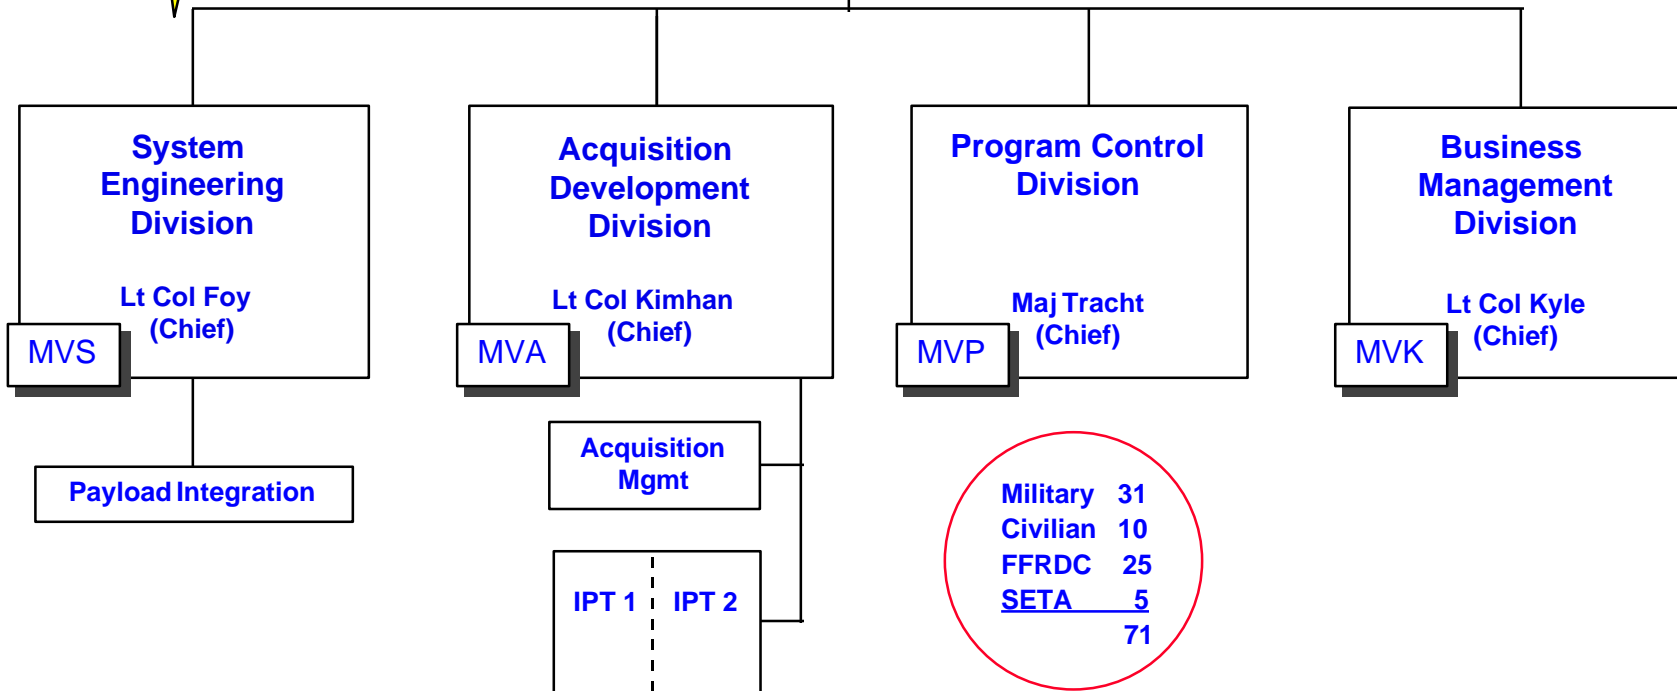 System
Engineering
Division
Lt Col Foy
(Chief)
MVS
Payload Integration
Acquisition
Development
Division
Lt Col Kimhan
(Chief)
MVA
Acquisition
Mgmt
IPT 1 IPT 2
Program Control
Division
Maj Tracht
(Chief)
MVP
Military 31
Civilian 10
FFRDC 25
SETA 5
71
Business
Management
Division
Lt Col Kyle
(Chief)
MVK